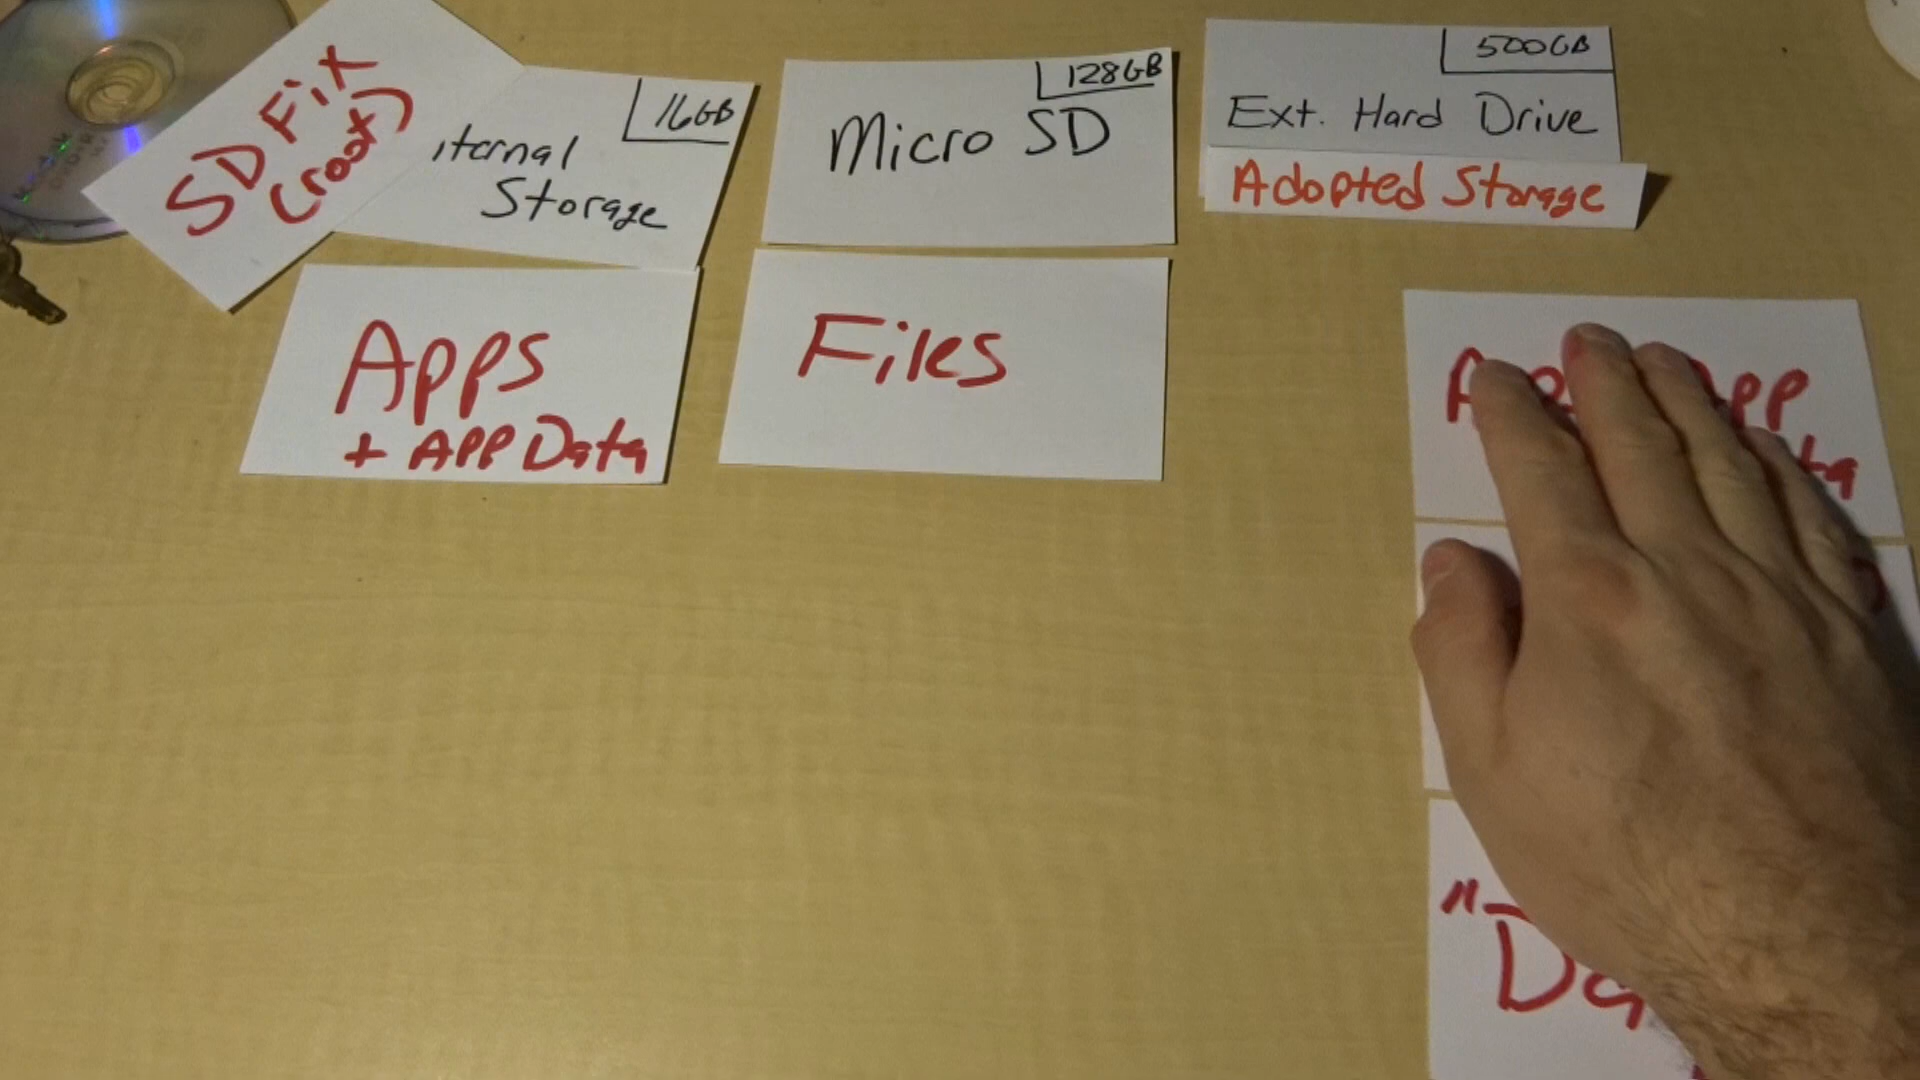 SD Fix
(root)
16GB
ternal
Storage
128GB
Micro SD
500GB
Ext. Hard Drive
Adopted Storage
Apps
+ APP Data
Files